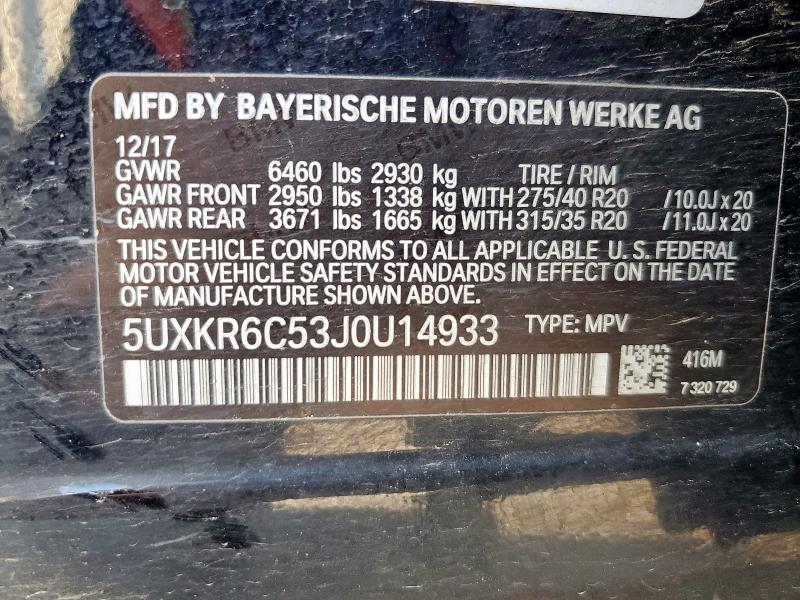 MFD BY BAYERISCHE MOTOREN WERKE AG
12/17
GVWR 6460 lbs 2930 kg TIRE / RIM
GAWR FRONT 2950 lbs 1338 kg WITH 275/40 R20 /10.0J x 20
GAWR REAR 3671 lbs 1665 kg WITH 315/35 R20 /11.0J x 20
THIS VEHICLE CONFORMS TO ALL APPLICABLE U. S. FEDERAL
MOTOR VEHICLE SAFETY STANDARDS IN EFFECT ON THE DATE
OF MANUFACTURE SHOWN ABOVE.
5UXKR6C53J0U14933 TYPE: MPV
416M
7 320 729